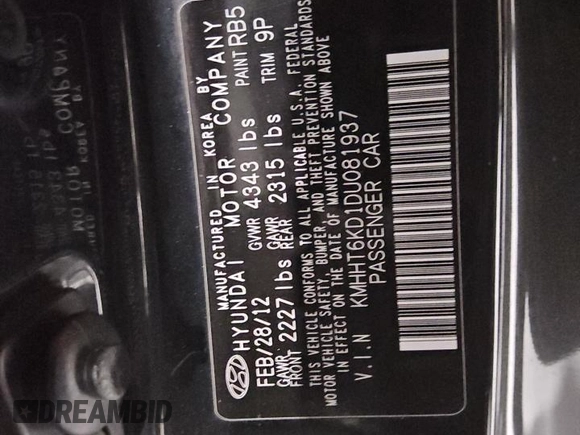 MANUFACTURED IN KOREA BY
HYUNDAI MOTOR COMPANY
FEB/28/12 GVWR 4343 lbs PAINT RB5
GAWR FRONT 2227 lbs GAWR REAR 2315 lbs TRIM 9P
THIS VEHICLE CONFORMS TO ALL APPLICABLE U.S.A. FEDERAL
MOTOR VEHICLE SAFETY, BUMPER, AND THEFT PREVENTION STANDARDS
IN EFFECT ON THE DATE OF MANUFACTURE SHOWN ABOVE
V.I.N KMHHT6KD1DU081937
PASSENGER CAR
DREAMBID